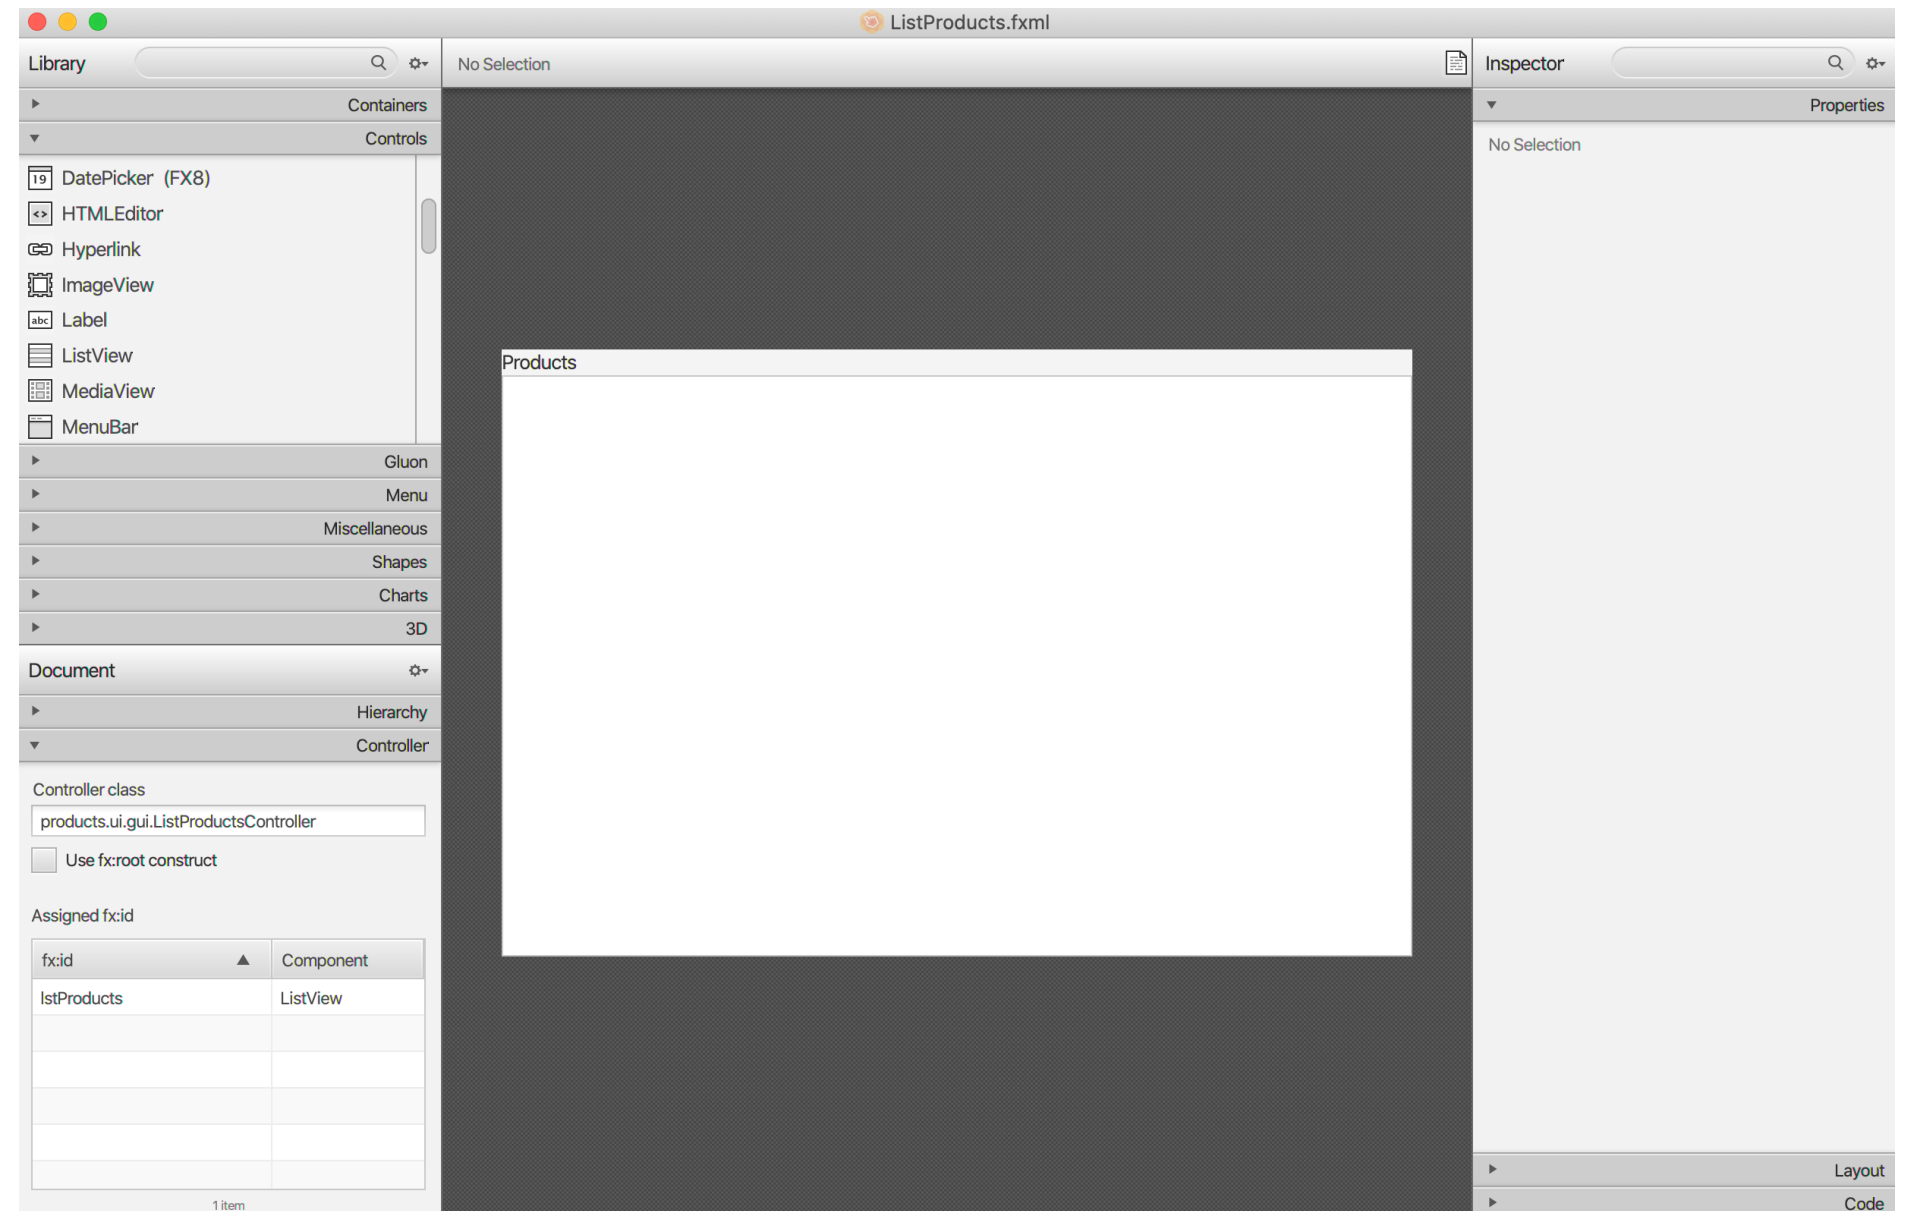 ListProducts.fxml
Library
No Selection
Inspector
Containers
Controls
19 DatePicker (FX8)
<> HTMLEditor
Hyperlink
ImageView
abc Label
ListView
MediaView
MenuBar
Gluon
Menu
Miscellaneous
Shapes
Charts
3D
Document
Hierarchy
Controller
Controller class
products.ui.gui.ListProductsController
Use fx:root construct
Assigned fx:id
fx:id Component
lstProducts ListView
1 item
Products
Properties
No Selection
Layout
Code